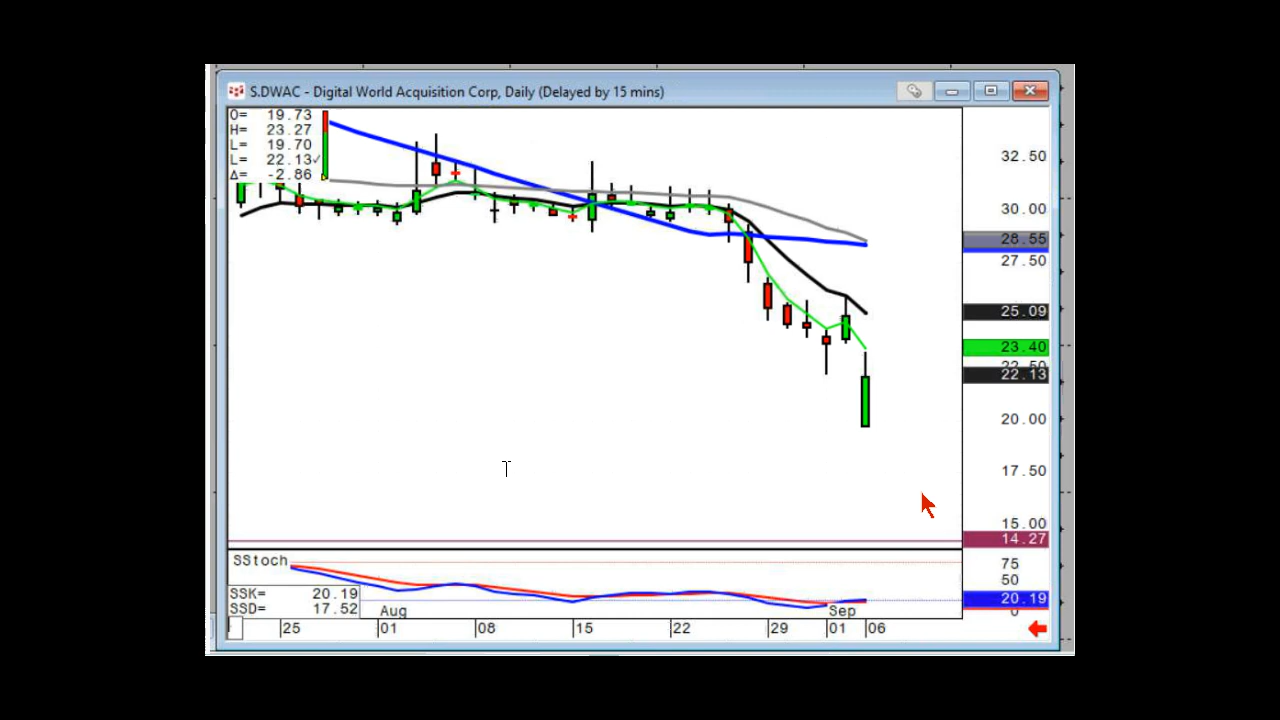 S.DWAC - Digital World Acquisition Corp, Daily (Delayed by 15 mins)
O= 19.73
H= 23.27
L= 19.70
L= 22.13✓
Δ= -2.86
32.50
30.00
28.55
27.50
25.09
23.40
22.50
22.13
20.00
17.50
15.00
14.27
SStoch
75
50
SSK= 20.19
20.19
SSD= 17.52
Aug
Sep
0
25 01 08 15 22 29 01 06